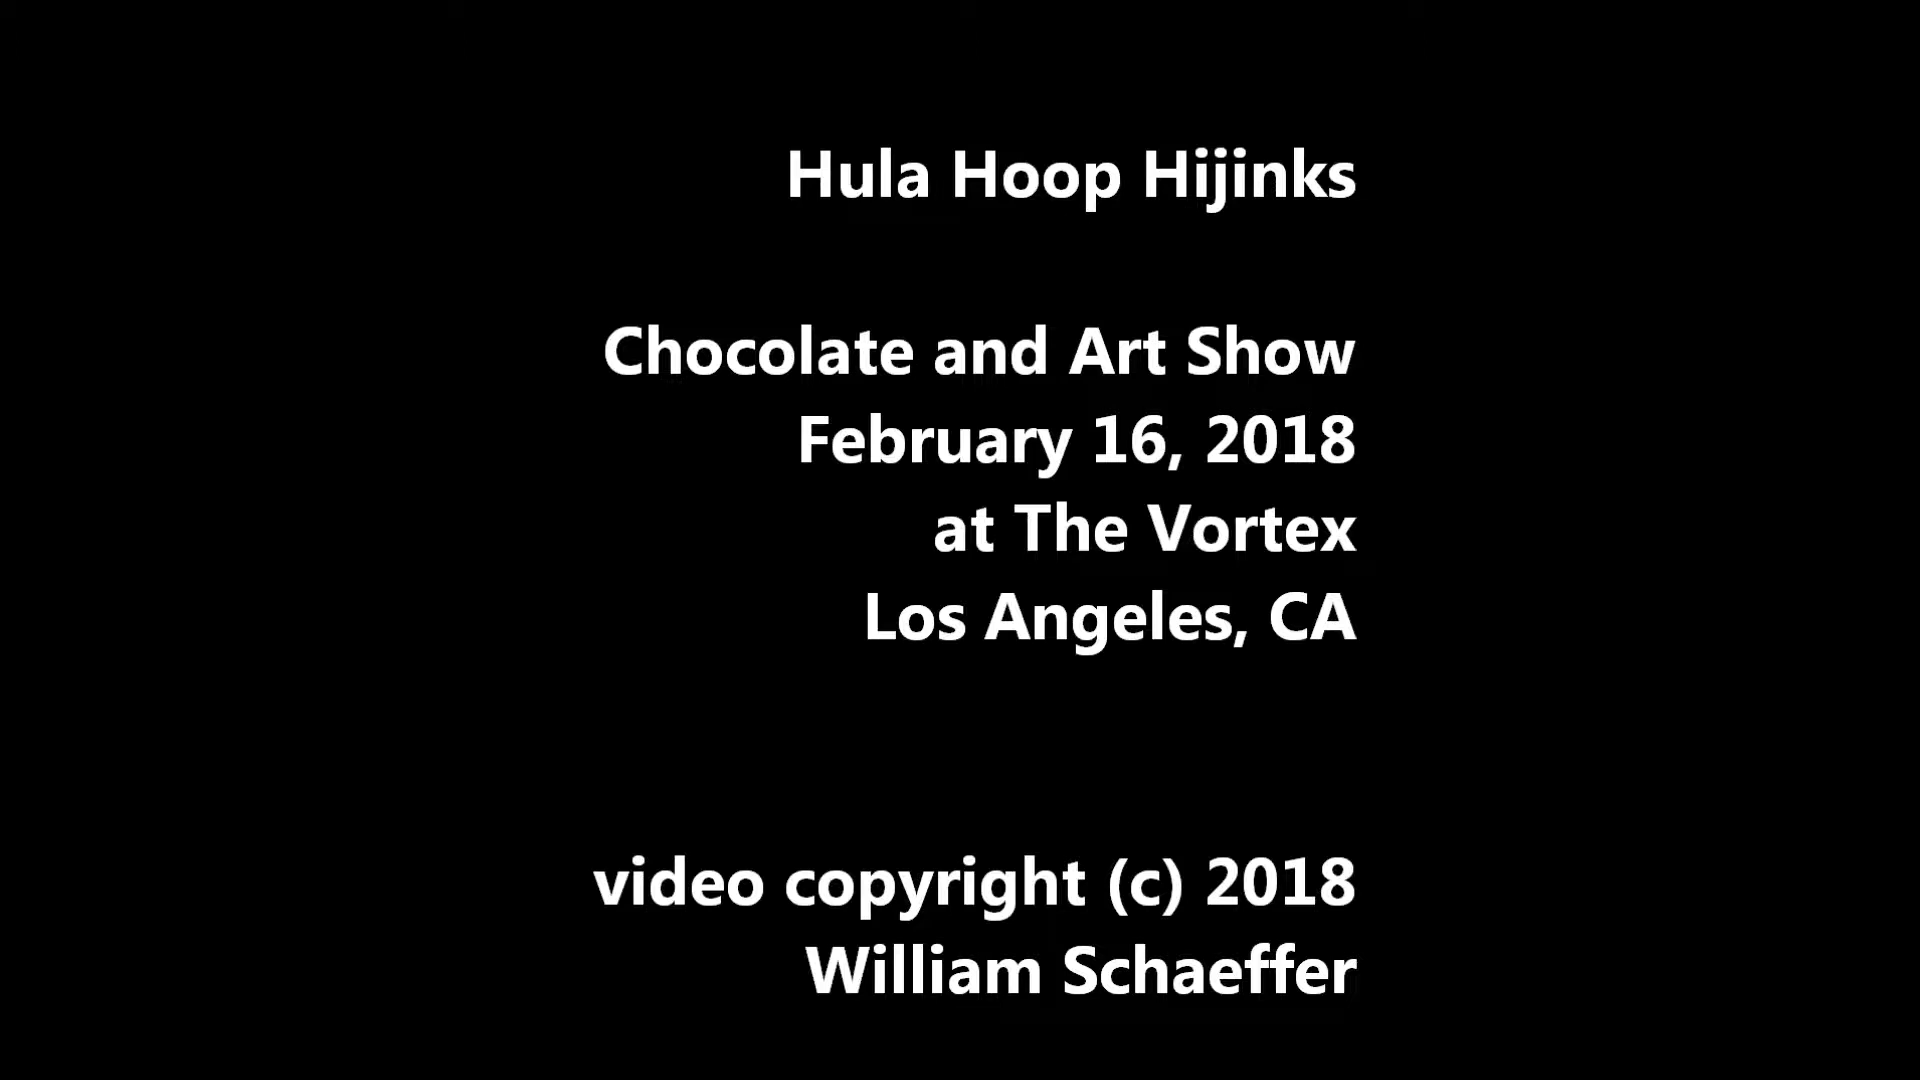 Hula Hoop Hijinks
Chocolate and Art Show
February 16, 2018
at The Vortex
Los Angeles, CA
video copyright (c) 2018
William Schaeffer